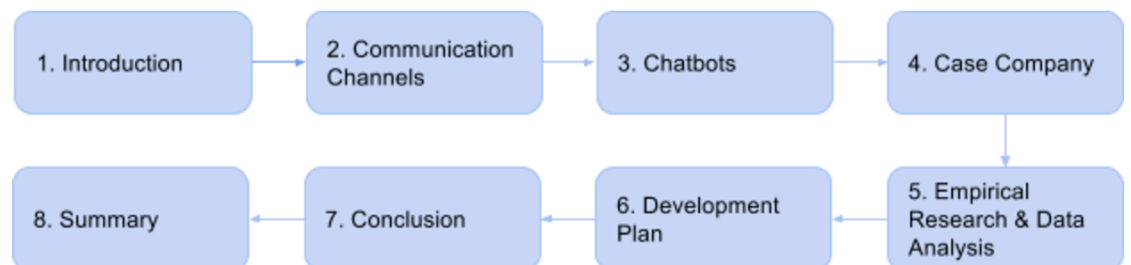 1. Introduction
2. Communication
Channels
3. Chatbots
4. Case Company
5. Empirical
Research & Data
Analysis
6. Development
Plan
7. Conclusion
8. Summary